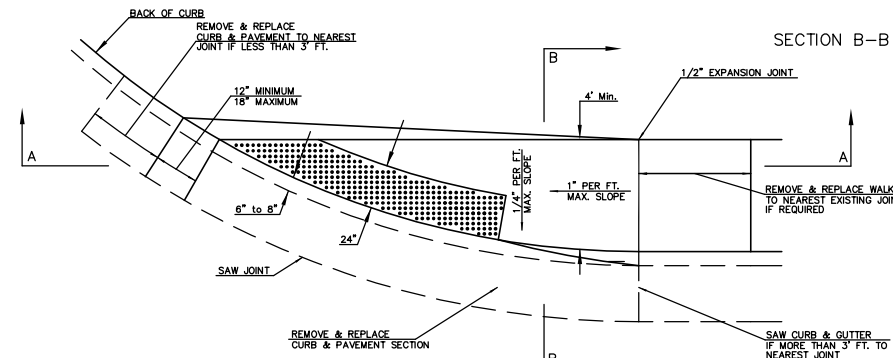 BACK OF CURB
REMOVE & REPLACE
CURB & PAVEMENT TO NEAREST
JOINT IF LESS THAN 3' FT.
12" MINIMUM
18" MAXIMUM
B
SECTION B-B
1/2" EXPANSION JOINT
4' Min.
A
A
1/4" PER FT.
MAX. SLOPE
1" PER FT.
MAX. SLOPE
REMOVE & REPLACE WALK
TO NEAREST EXISTING JOIN
IF REQUIRED
6" to 8"
24"
SAW JOINT
REMOVE & REPLACE
CURB & PAVEMENT SECTION
SAW CURB & GUTTER
IF MORE THAN 3' FT. TO
NEAREST JOINT
B